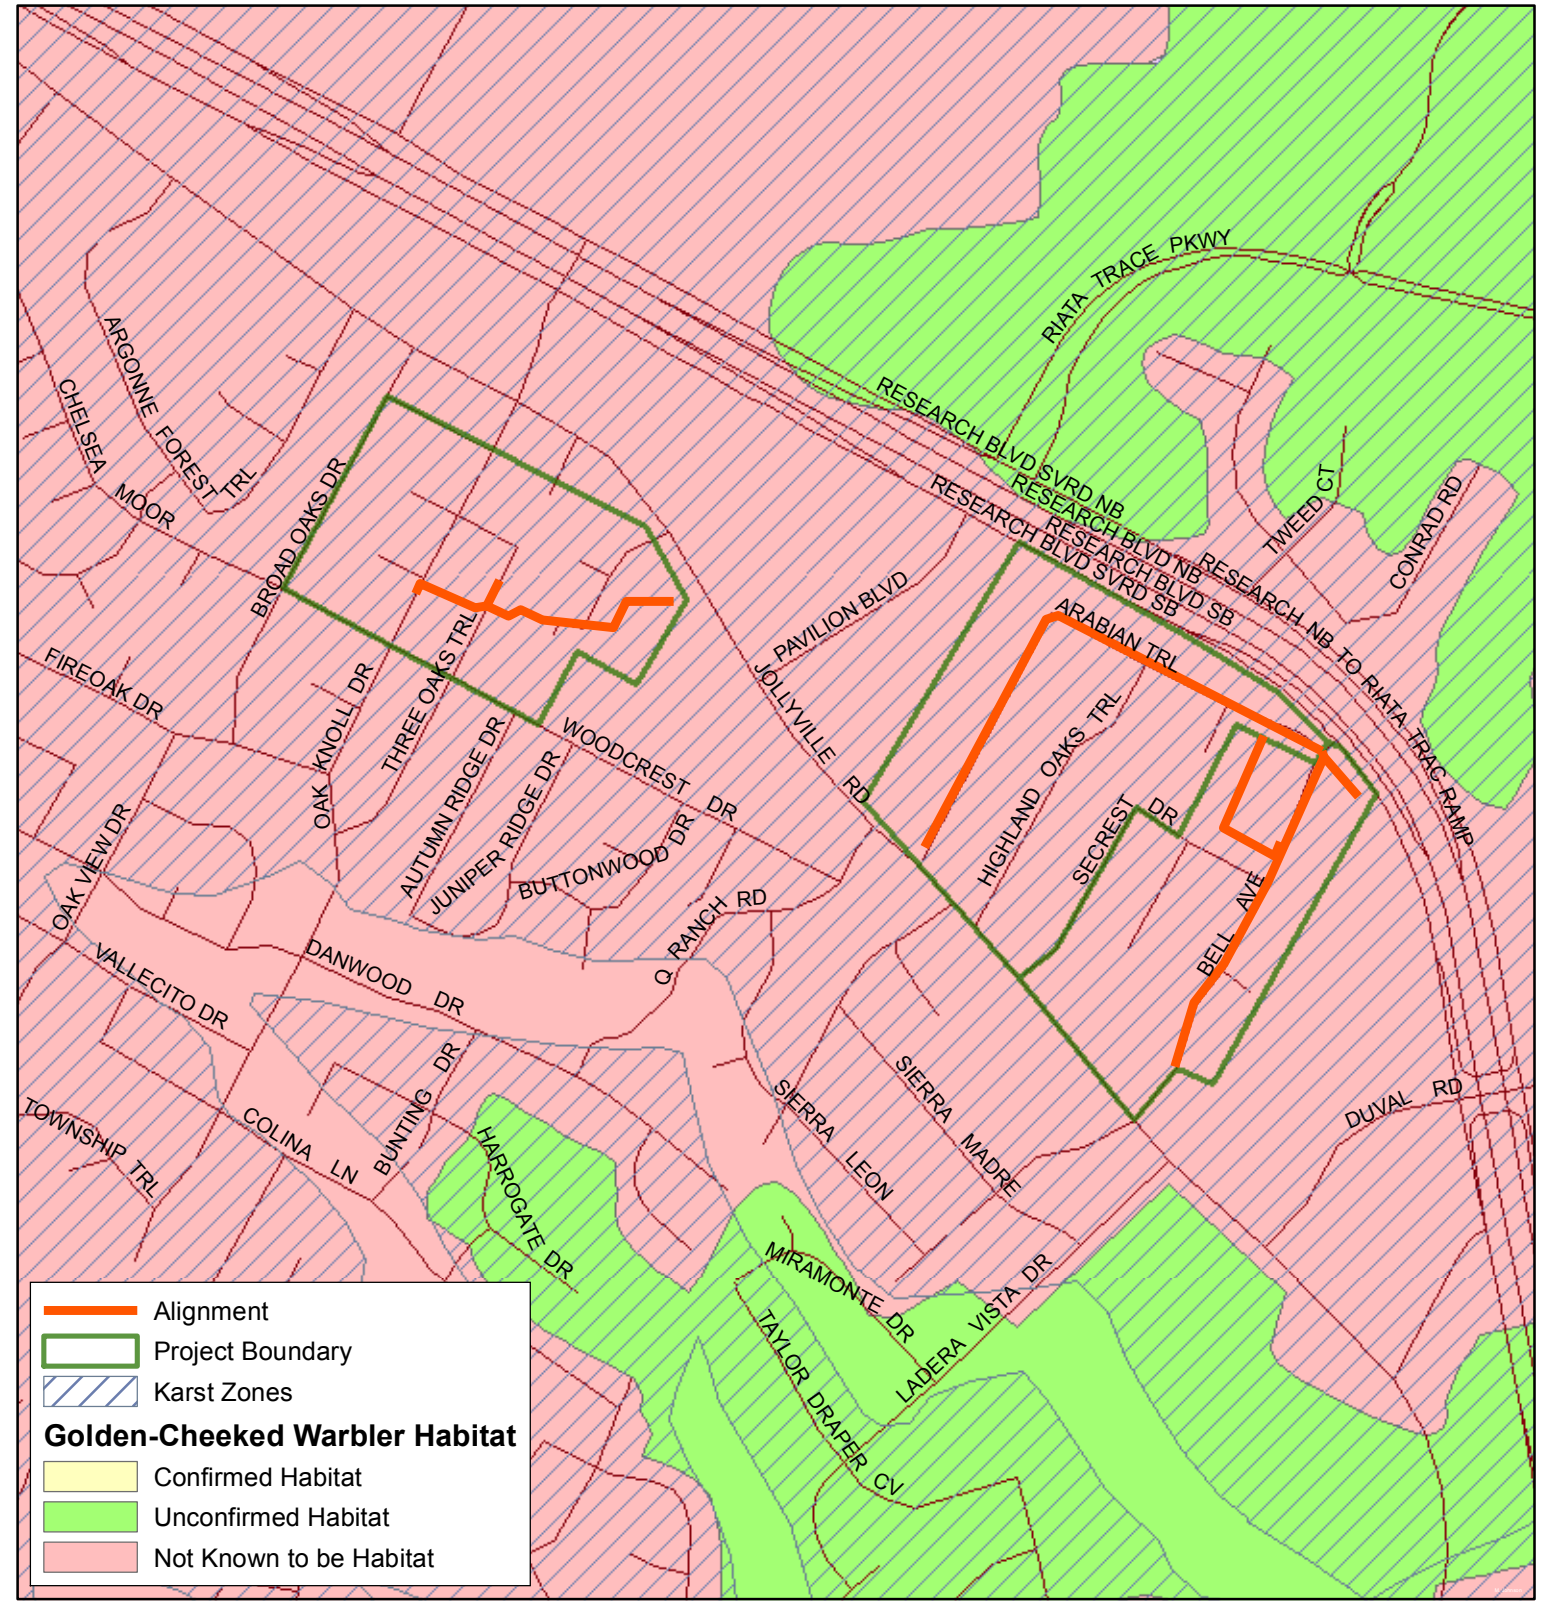 RIATA TRACE PKWY
ARGONNE FOREST TRL
CHELSEA MOOR
RESEARCH BLVD SVRD NB
RESEARCH BLVD NB
RESEARCH BLVD SB
RESEARCH BLVD SVRD SB
RESEARCH NB TO RIATA TRAC RAMP
TWEED CT
CONRAD RD
BROAD OAKS DR
PAVILION BLVD
ARABIAN TRL
JOLLYVILLE RD
FIREOAK DR
OAK KNOLL DR
THREE OAKS TRL
AUTUMN RIDGE DR
JUNIPER RIDGE DR
WOODCREST DR
BUTTONWOOD DR
HIGHLAND OAKS TRL
SECREST DR
BELL AVE
OAK VIEW DR
Q RANCH RD
VALLECITO DR
DANWOOD DR
BUNTING DR
COLINA LN
TOWNSHIP TRL
HARROGATE DR
SIERRA LEON
SIERRA MADRE
DUVAL RD
MIRAMONTE DR
LADERA VISTA DR
TAYLOR DRAPER CV
Alignment
Project Boundary
Karst Zones
Golden-Cheeked Warbler Habitat
Confirmed Habitat
Unconfirmed Habitat
Not Known to be Habitat